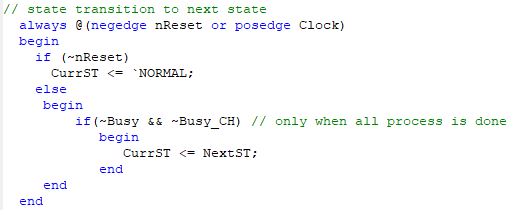 // state transition to next state
always @(negedge nReset or posedge Clock)
begin
if (~nReset)
CurrST <= `NORMAL;
else
begin
if(~Busy && ~Busy_CH) // only when all process is done
begin
CurrST <= NextST;
end
end
end